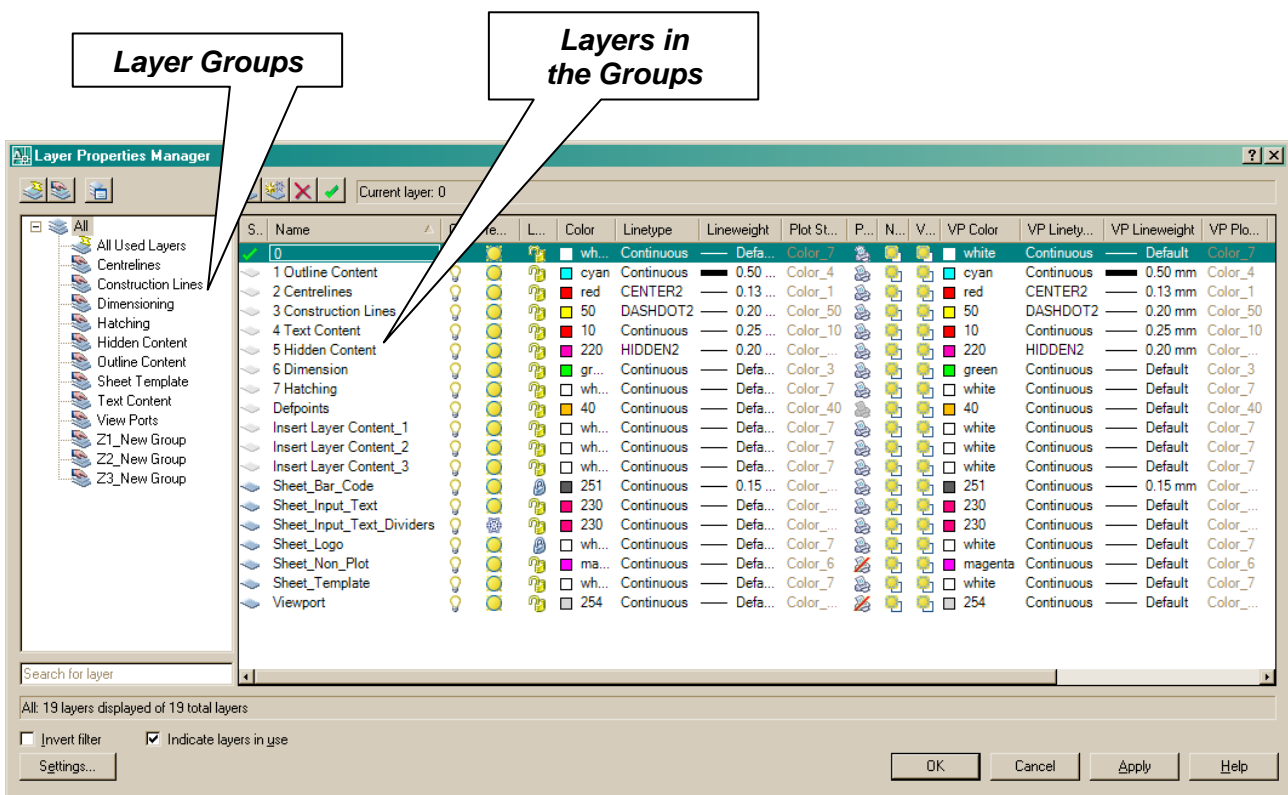 Layer Groups
Layers in
the Groups
Layer Properties Manager
Current layer: 0
All
All Used Layers
Centrelines
Construction Lines
Dimensioning
Hatching
Hidden Content
Outline Content
Sheet Template
Text Content
View Ports
Z1_New Group
Z2_New Group
Z3_New Group
Search for layer
S.. Name L... Color Linetype Lineweight Plot St... P... N... V... VP Color VP Linety... VP Lineweight VP Plo...
0 wh... Continuous Defa... Color_7 white Continuous Default Color_7
1 Outline Content cyan Continuous 0.50 ... Color_4 cyan Continuous 0.50 mm Color_4
2 Centrelines red CENTER2 0.13 ... Color_1 red CENTER2 0.13 mm Color_1
3 Construction Lines 50 DASHDOT2 0.20 ... Color_50 50 DASHDOT2 0.20 mm Color_50
4 Text Content 10 Continuous 0.25 ... Color_10 10 Continuous 0.25 mm Color_10
5 Hidden Content 220 HIDDEN2 0.20 ... Color_... 220 HIDDEN2 0.20 mm Color_...
6 Dimension gr... Continuous Defa... Color_3 green Continuous Default Color_3
7 Hatching wh... Continuous Defa... Color_7 white Continuous Default Color_7
Defpoints 40 Continuous Defa... Color_40 40 Continuous Default Color_40
Insert Layer Content_1 wh... Continuous Defa... Color_7 white Continuous Default Color_7
Insert Layer Content_2 wh... Continuous Defa... Color_7 white Continuous Default Color_7
Insert Layer Content_3 wh... Continuous Defa... Color_7 white Continuous Default Color_7
Sheet_Bar_Code 251 Continuous 0.15 ... Color_... 251 Continuous 0.15 mm Color_...
Sheet_Input_Text 230 Continuous Defa... Color_... 230 Continuous Default Color_...
Sheet_Input_Text_Dividers 230 Continuous Defa... Color_... 230 Continuous Default Color_...
Sheet_Logo wh... Continuous Defa... Color_7 white Continuous Default Color_7
Sheet_Non_Plot ma... Continuous Defa... Color_6 magenta Continuous Default Color_6
Sheet_Template wh... Continuous Defa... Color_7 white Continuous Default Color_7
Viewport 254 Continuous Defa... Color_... 254 Continuous Default Color_...
All: 19 layers displayed of 19 total layers
Invert filter Indicate layers in use
Settings... OK Cancel Apply Help